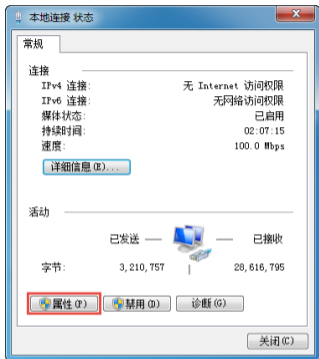 本地连接 状态
常规
连接
IPv4 连接: 无 Internet 访问权限
IPv6 连接: 无网络访问权限
媒体状态: 已启用
持续时间: 02:07:15
速度: 100.0 Mbps
详细信息(E)...
活动
已发送 — — 已接收
字节: 3,210,757 | 28,616,795
属性(P) 禁用(D) 诊断(G)
关闭(C)